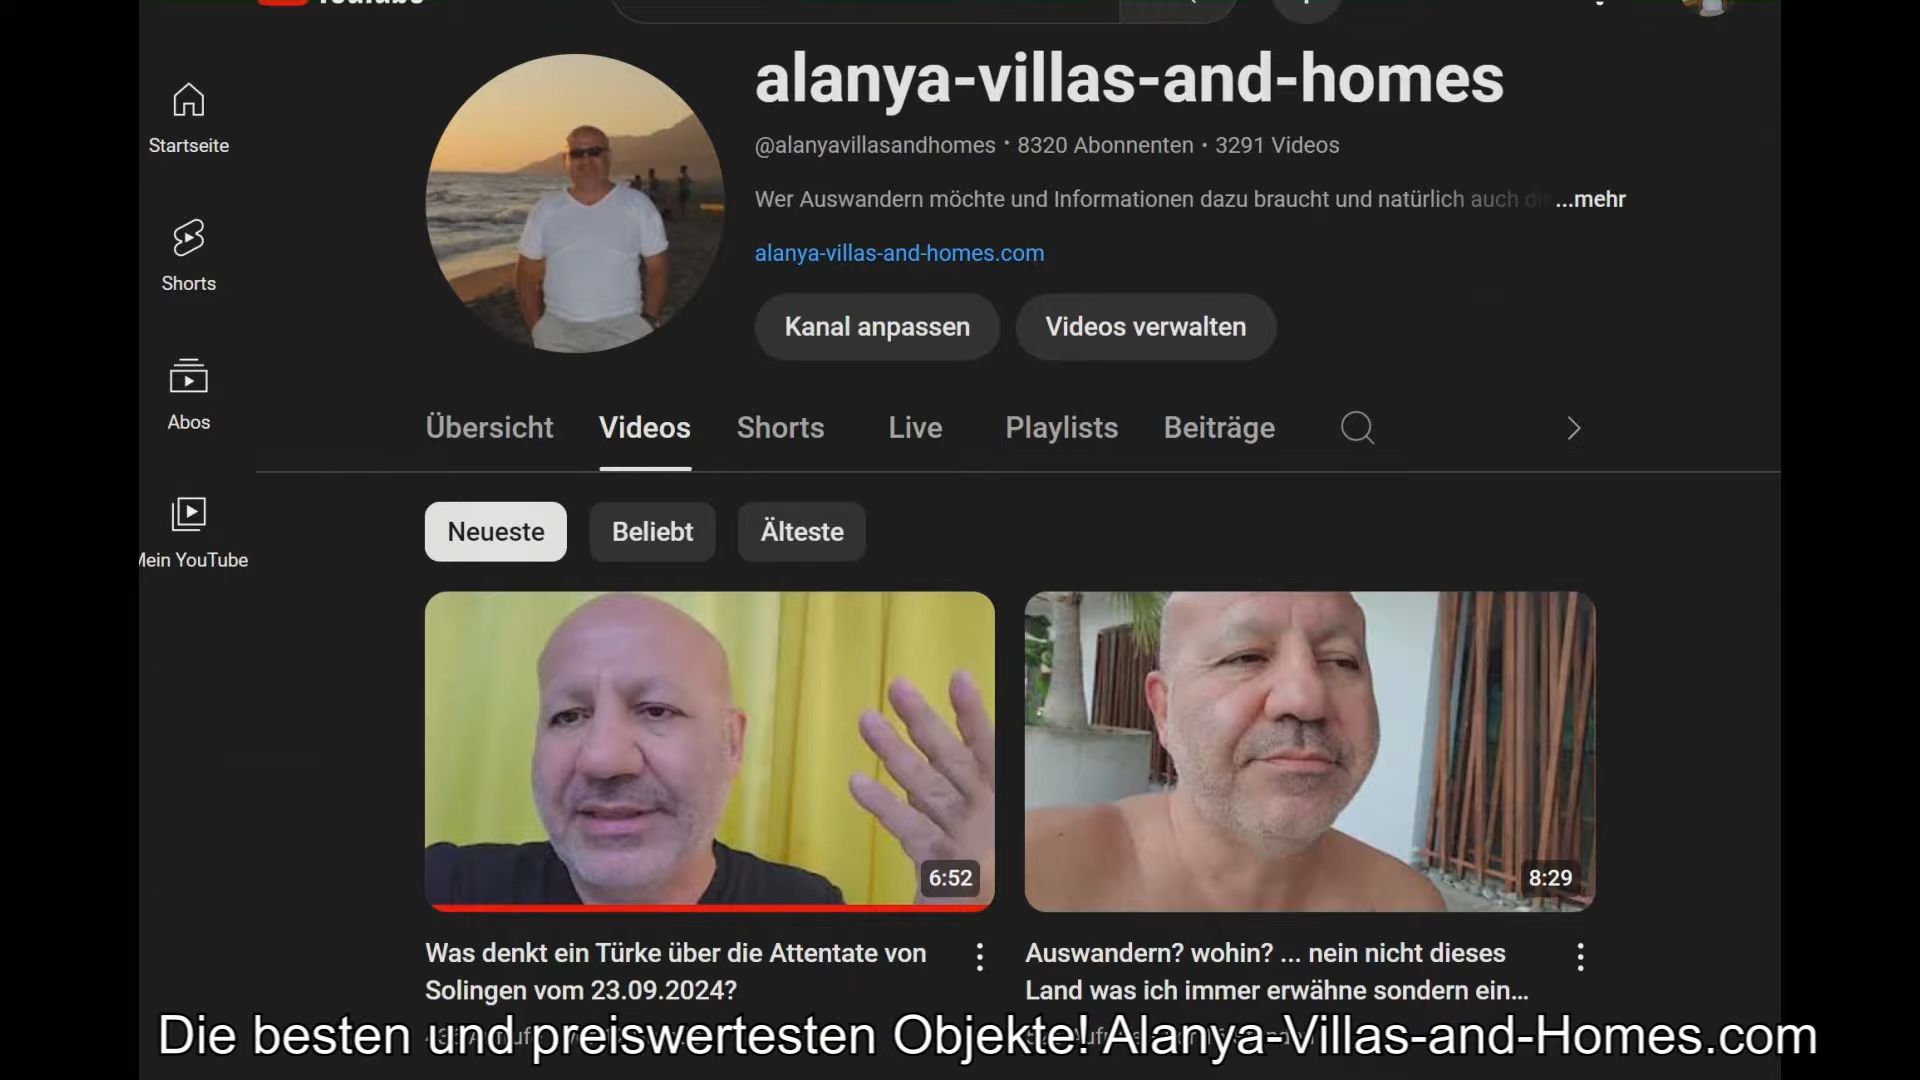 YouTube
alanya-villas-and-homes
@alanyavillasandhomes • 8320 Abonnenten • 3291 Videos
Wer Auswandern möchte und Informationen dazu braucht und natürlich auch ...mehr
alanya-villas-and-homes.com
Kanal anpassen Videos verwalten
Startseite
Shorts
Abos
Mein YouTube
Übersicht Videos Shorts Live Playlists Beiträge
Neueste Beliebt Älteste
6:52
8:29
Was denkt ein Türke über die Attentate von
Solingen vom 23.09.2024?
Auswandern? wohin? ... nein nicht dieses
Land was ich immer erwähne sondern ein...
Die besten und preiswertesten Objekte! Alanya-Villas-and-Homes.com